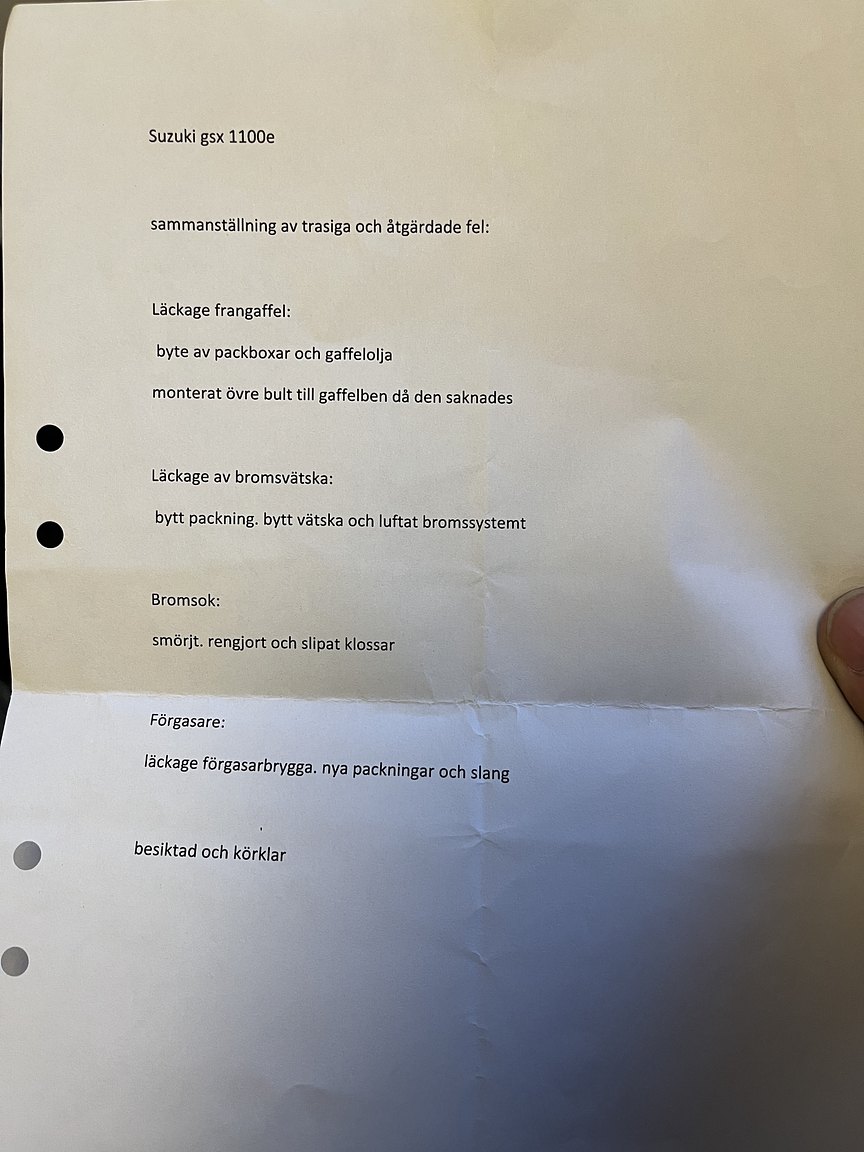 Suzuki gsx 1100e
sammanställning av trasiga och åtgärdade fel:
Läckage frangaffel:
byte av packboxar och gaffelolja
monterat övre bult till gaffelben då den saknades
Läckage av bromsvätska:
bytt packning. bytt vätska och luftat bromssystemt
Bromsok:
smörjt. rengjort och slipat klossar
Förgasare:
läckage förgasarbrygga. nya packningar och slang
besiktad och körklar